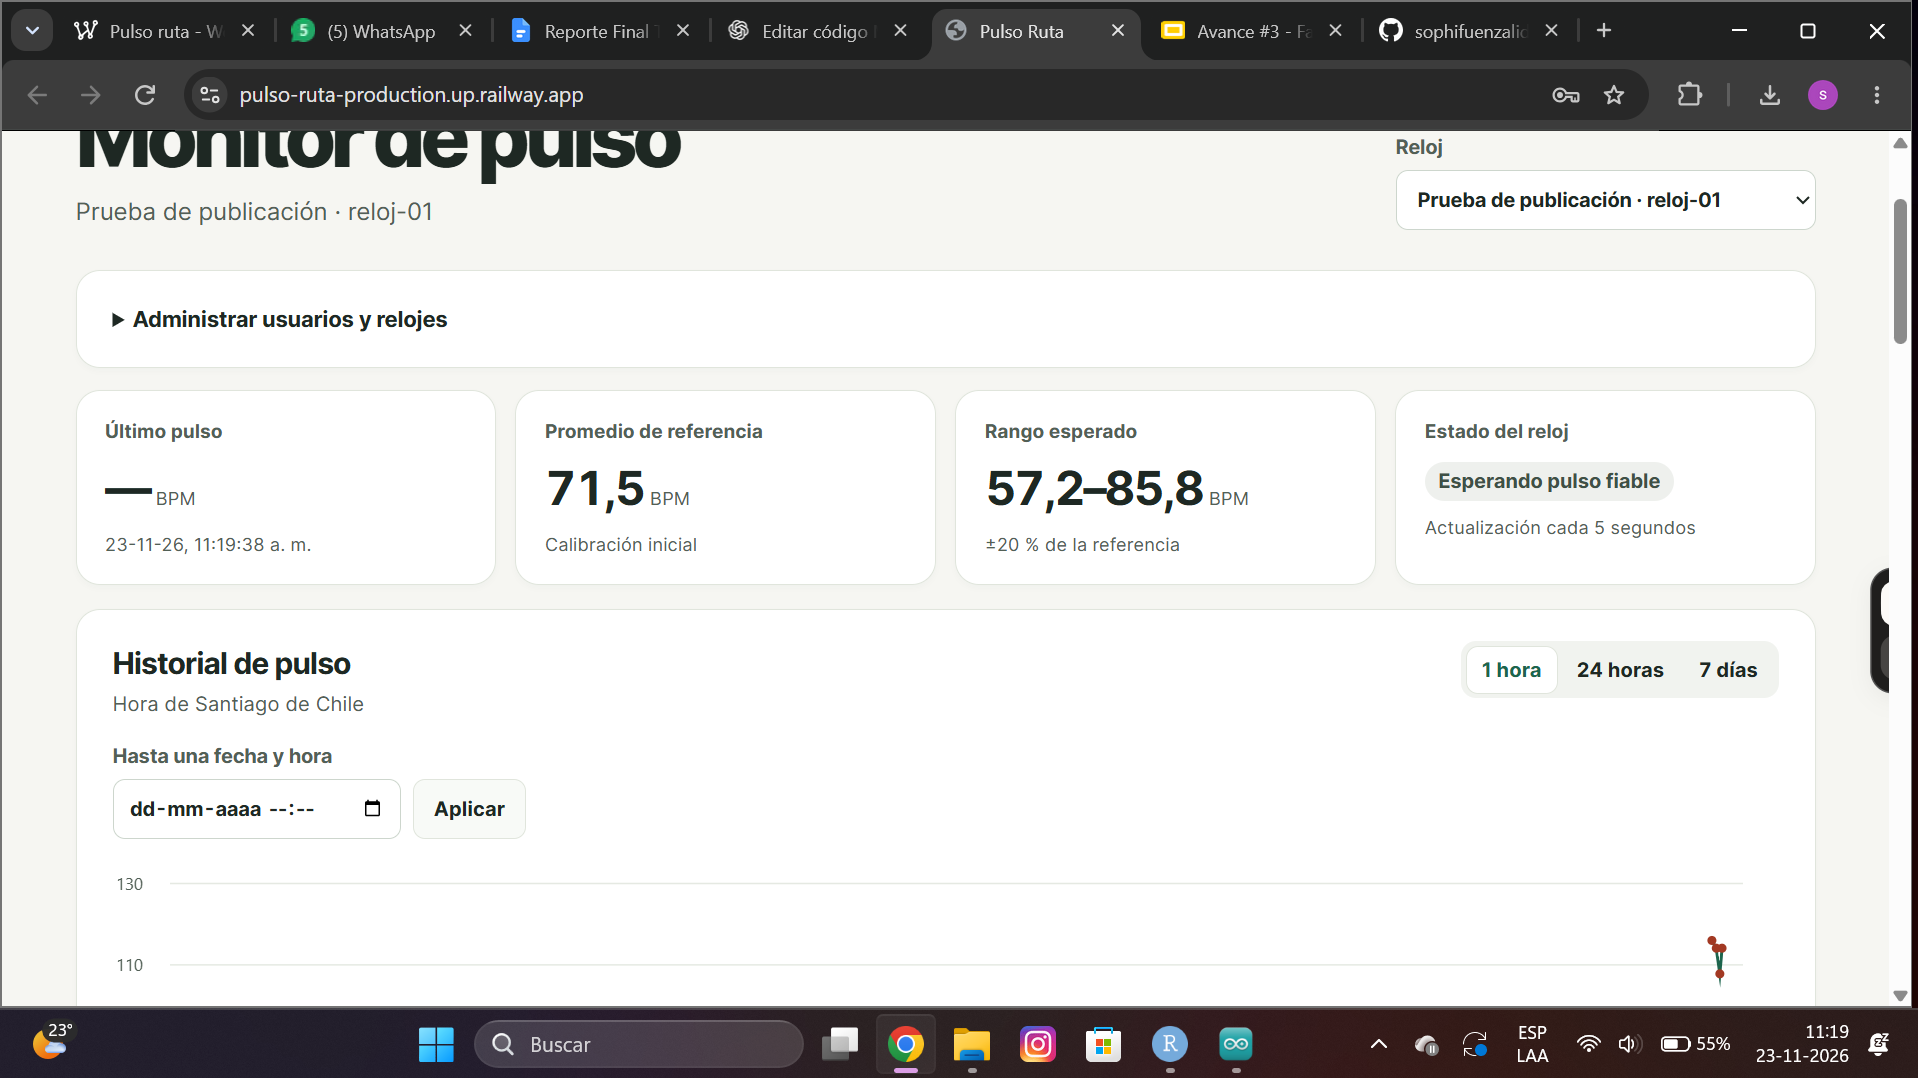 Pulso ruta - W
(5) WhatsApp
Reporte Final T
Editar código
Pulso Ruta
Avance #3 - Fa
sophifuenzalid
pulso-ruta-production.up.railway.app
S
Monitor de pulso
Prueba de publicación · reloj-01
Reloj
Prueba de publicación · reloj-01
Administrar usuarios y relojes
Último pulso
— BPM
23-11-26, 11:19:38 a. m.
Promedio de referencia
71,5 BPM
Calibración inicial
Rango esperado
57,2–85,8 BPM
±20 % de la referencia
Estado del reloj
Esperando pulso fiable
Actualización cada 5 segundos
Historial de pulso
Hora de Santiago de Chile
1 hora
24 horas
7 días
Hasta una fecha y hora
dd-mm-aaaa --:--
Aplicar
130
110
23°
Buscar
ESP
LAA
55%
11:19
23-11-2026